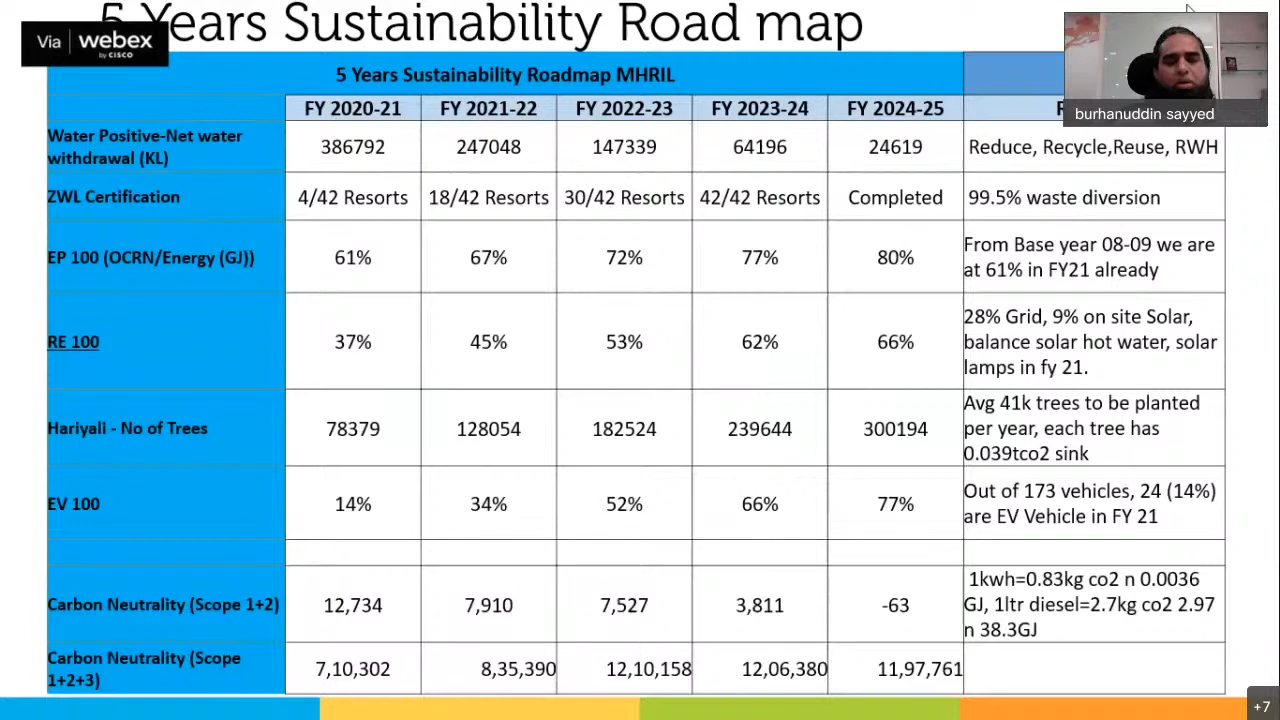 5 Years Sustainability Road map
Via webex
by CISCO
burhanuddin sayyed
5 Years Sustainability Roadmap MHRIL
FY 2020-21 FY 2021-22 FY 2022-23 FY 2023-24 FY 2024-25
Water Positive-Net water
withdrawal (KL)
386792 247048 147339 64196 24619 Reduce, Recycle,Reuse, RWH
ZWL Certification 4/42 Resorts 18/42 Resorts 30/42 Resorts 42/42 Resorts Completed 99.5% waste diversion
EP 100 (OCRN/Energy (GJ)) 61% 67% 72% 77% 80%
From Base year 08-09 we are
at 61% in FY21 already
RE 100 37% 45% 53% 62% 66%
28% Grid, 9% on site Solar,
balance solar hot water, solar
lamps in fy 21.
Hariyali - No of Trees 78379 128054 182524 239644 300194
Avg 41k trees to be planted
per year, each tree has
0.039tco2 sink
EV 100 14% 34% 52% 66% 77%
Out of 173 vehicles, 24 (14%)
are EV Vehicle in FY 21
Carbon Neutrality (Scope 1+2) 12,734 7,910 7,527 3,811 -63
1kwh=0.83kg co2 n 0.0036
GJ, 1ltr diesel=2.7kg co2 2.97
n 38.3GJ
Carbon Neutrality (Scope
1+2+3)
7,10,302 8,35,390 12,10,158 12,06,380 11,97,761
+7